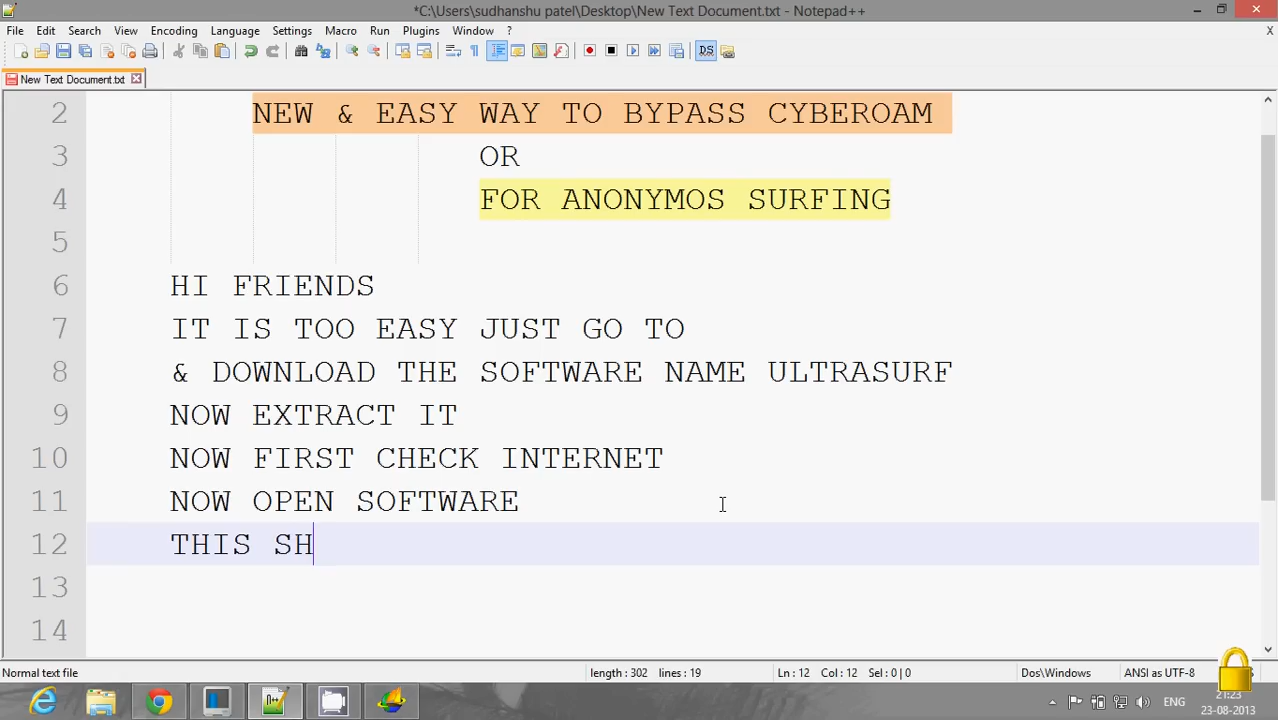 *C:\Users\sudhanshu patel\Desktop\New Text Document.txt - Notepad++
File Edit Search View Encoding Language Settings Macro Run Plugins Window ? X
New Text Document.txt
2 NEW & EASY WAY TO BYPASS CYBEROAM
3 OR
4 FOR ANONYMOS SURFING
5
6 HI FRIENDS
7 IT IS TOO EASY JUST GO TO
8 & DOWNLOAD THE SOFTWARE NAME ULTRASURF
9 NOW EXTRACT IT
10 NOW FIRST CHECK INTERNET
11 NOW OPEN SOFTWARE
12 THIS SH
13
14
Normal text file length : 302 lines : 19 Ln : 12 Col : 12 Sel : 0 | 0 Dos\Windows ANSI as UTF-8
ENG 21:23
23-08-2013